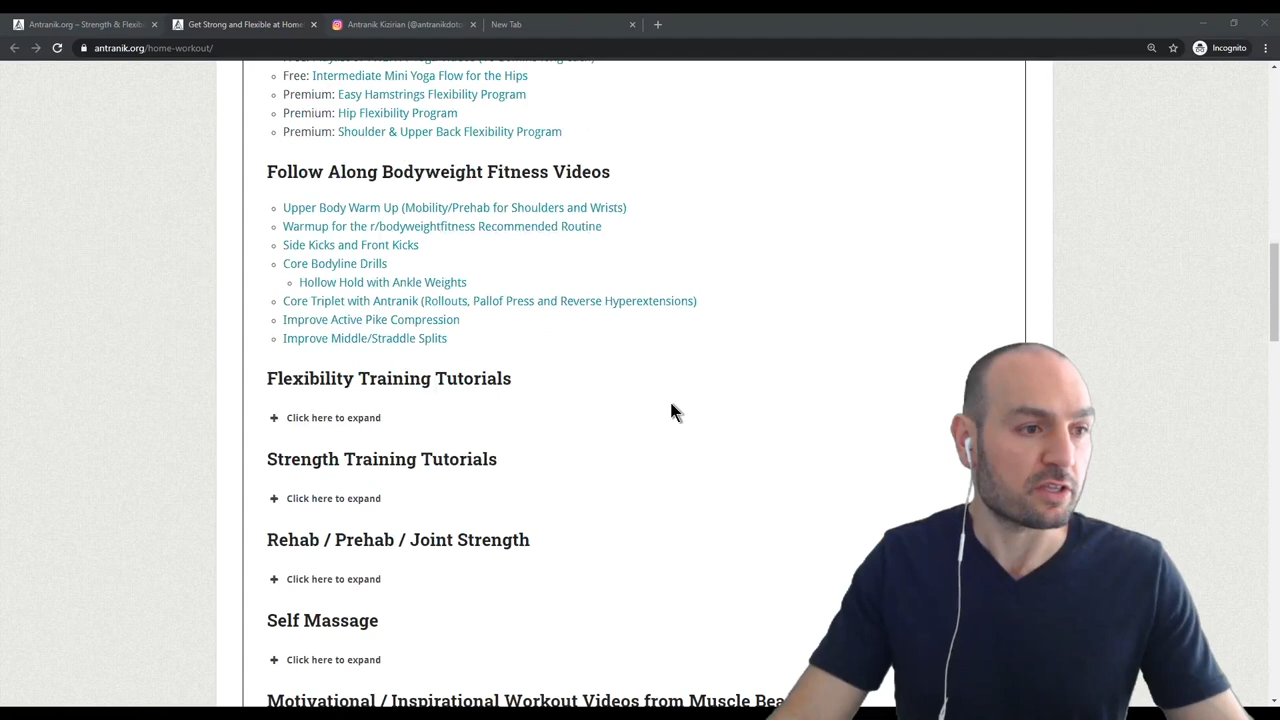 Antranik.org – Strength & Flexib
Get Strong and Flexible at Home
Antranik Kizirian (@antranikdoto
New Tab
antranik.org/home-workout/
Incognito
Free: Intermediate Mini Yoga Flow for the Hips
Premium: Easy Hamstrings Flexibility Program
Premium: Hip Flexibility Program
Premium: Shoulder & Upper Back Flexibility Program
Follow Along Bodyweight Fitness Videos
Upper Body Warm Up (Mobility/Prehab for Shoulders and Wrists)
Warmup for the r/bodyweightfitness Recommended Routine
Side Kicks and Front Kicks
Core Bodyline Drills
Hollow Hold with Ankle Weights
Core Triplet with Antranik (Rollouts, Pallof Press and Reverse Hyperextensions)
Improve Active Pike Compression
Improve Middle/Straddle Splits
Flexibility Training Tutorials
Click here to expand
Strength Training Tutorials
Click here to expand
Rehab / Prehab / Joint Strength
Click here to expand
Self Massage
Click here to expand
Motivational / Inspirational Workout Videos from Muscle Bea